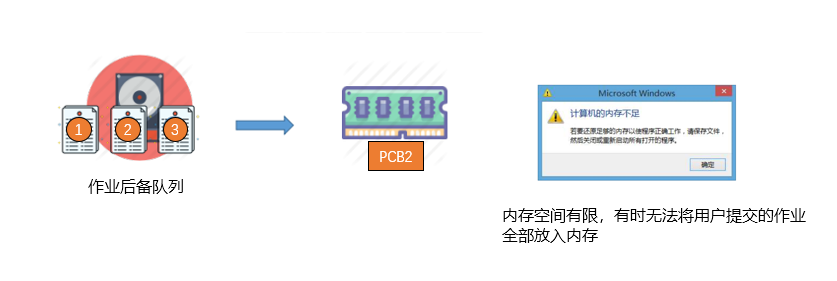 1
2
3
作业后备队列
PCB2
Microsoft Windows
计算机的内存不足
若要还原足够的内存以使程序正确工作，请保存文件，
然后关闭或重新启动所有打开的程序。
确定
内存空间有限，有时无法将用户提交的作业
全部放入内存